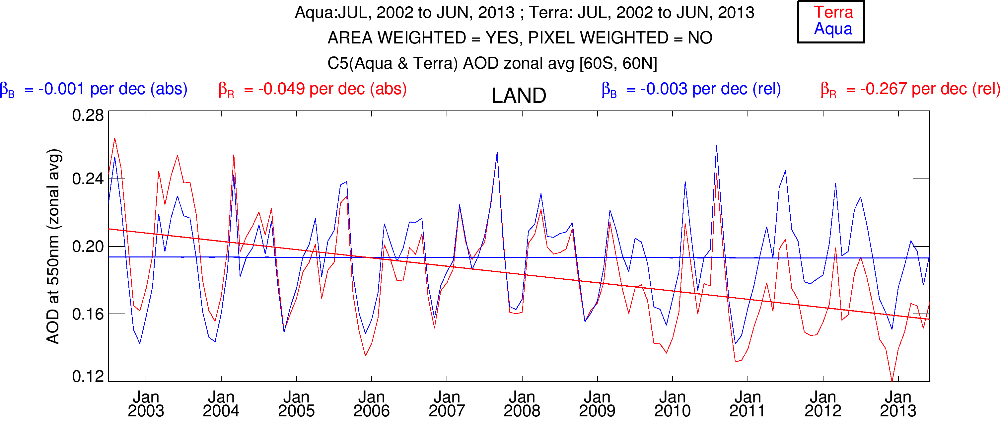 Aqua:JUL, 2002 to JUN, 2013 ; Terra: JUL, 2002 to JUN, 2013
Terra
Aqua
AREA WEIGHTED = YES, PIXEL WEIGHTED = NO
C5(Aqua & Terra) AOD zonal avg [60S, 60N]
βB = -0.001 per dec (abs)
βR = -0.049 per dec (abs)
LAND
βB = -0.003 per dec (rel)
βR = -0.267 per dec (rel)
AOD at 550nm (zonal avg)
0.28
0.24
0.20
0.16
0.12
Jan 2003
Jan 2004
Jan 2005
Jan 2006
Jan 2007
Jan 2008
Jan 2009
Jan 2010
Jan 2011
Jan 2012
Jan 2013